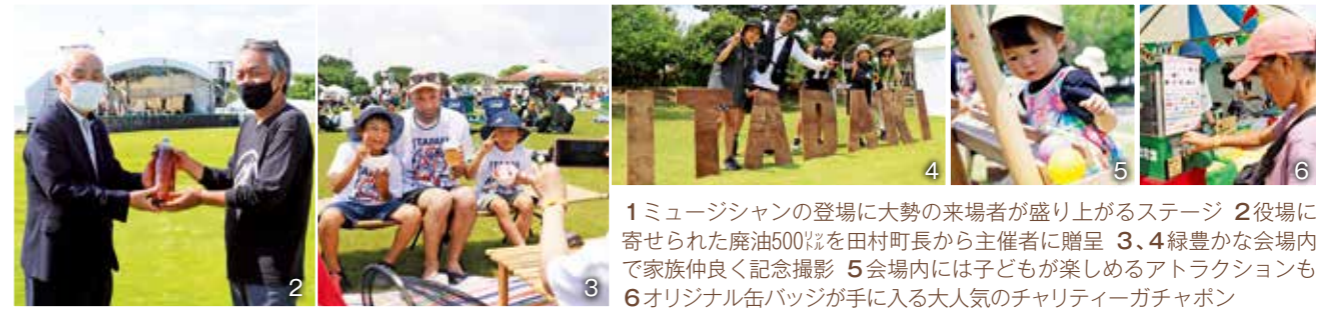 ITADAKI
2
3
4
5
6
1ミュージシャンの登場に大勢の来場者が盛り上がるステージ 2役場に
寄せられた廃油500㍑を田村町長から主催者に贈呈 3、4緑豊かな会場内
で家族仲良く記念撮影 5会場内には子どもが楽しめるアトラクションも
6オリジナル缶バッジが手に入る大人気のチャリティーガチャポン